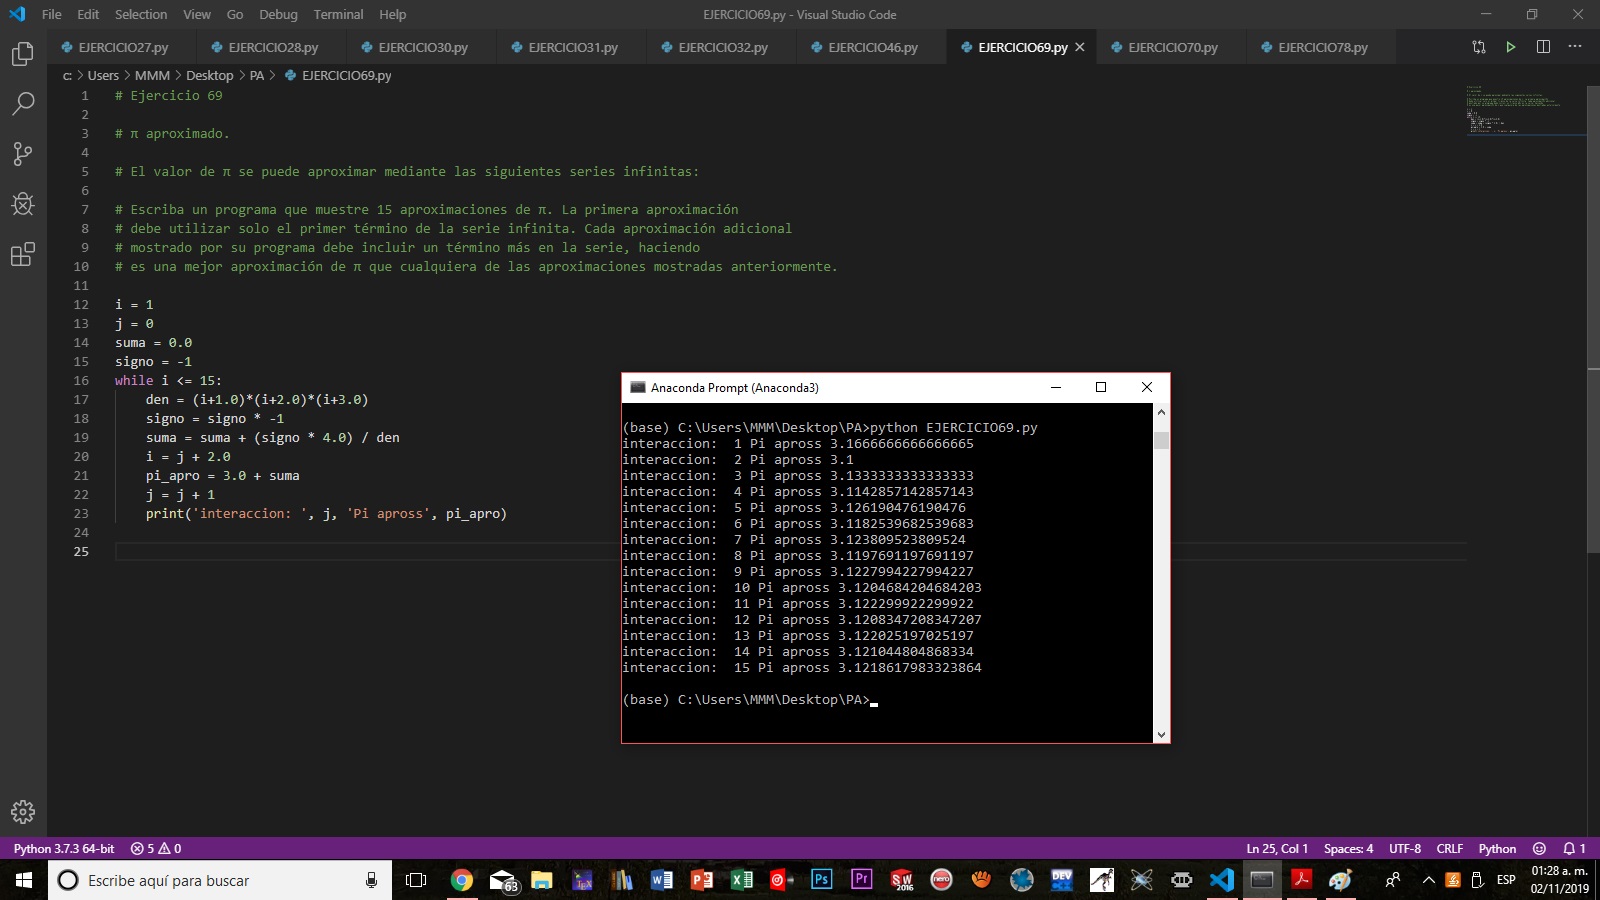 File Edit Selection View Go Debug Terminal Help
EJERCICIO69.py - Visual Studio Code
EJERCICIO27.py EJERCICIO28.py EJERCICIO30.py EJERCICIO31.py EJERCICIO32.py EJERCICIO46.py EJERCICIO69.py EJERCICIO70.py EJERCICIO78.py
c: > Users > MMM > Desktop > PA > EJERCICIO69.py
1 # Ejercicio 69
2
3 # π aproximado.
4
5 # El valor de π se puede aproximar mediante las siguientes series infinitas:
6
7 # Escriba un programa que muestre 15 aproximaciones de π. La primera aproximación
8 # debe utilizar solo el primer término de la serie infinita. Cada aproximación adicional
9 # mostrado por su programa debe incluir un término más en la serie, haciendo
10 # es una mejor aproximación de π que cualquiera de las aproximaciones mostradas anteriormente.
11
12 i = 1
13 j = 0
14 suma = 0.0
15 signo = -1
16 while i <= 15:
17 den = (i+1.0)*(i+2.0)*(i+3.0)
18 signo = signo * -1
19 suma = suma + (signo * 4.0) / den
20 i = j + 2.0
21 pi_apro = 3.0 + suma
22 j = j + 1
23 print('interaccion: ', j, 'Pi apross', pi_apro)
24
25
Anaconda Prompt (Anaconda3)
(base) C:\Users\MMM\Desktop\PA>python EJERCICIO69.py
interaccion:  1 Pi apross 3.1666666666666665
interaccion:  2 Pi apross 3.1
interaccion:  3 Pi apross 3.1333333333333333
interaccion:  4 Pi apross 3.1142857142857143
interaccion:  5 Pi apross 3.126190476190476
interaccion:  6 Pi apross 3.1182539682539683
interaccion:  7 Pi apross 3.123809523809524
interaccion:  8 Pi apross 3.1197691197691197
interaccion:  9 Pi apross 3.1227994227994227
interaccion:  10 Pi apross 3.1204684204684203
interaccion:  11 Pi apross 3.122299922299922
interaccion:  12 Pi apross 3.1208347208347207
interaccion:  13 Pi apross 3.122025197025197
interaccion:  14 Pi apross 3.121044804868334
interaccion:  15 Pi apross 3.1218617983323864
(base) C:\Users\MMM\Desktop\PA>
Python 3.7.3 64-bit 5 0 Ln 25, Col 1 Spaces: 4 UTF-8 CRLF Python 1
Escribe aquí para buscar
63
TEX
Ps
Pr
SW 2016
nero
DEV
ESP
01:28 a. m.
02/11/2019